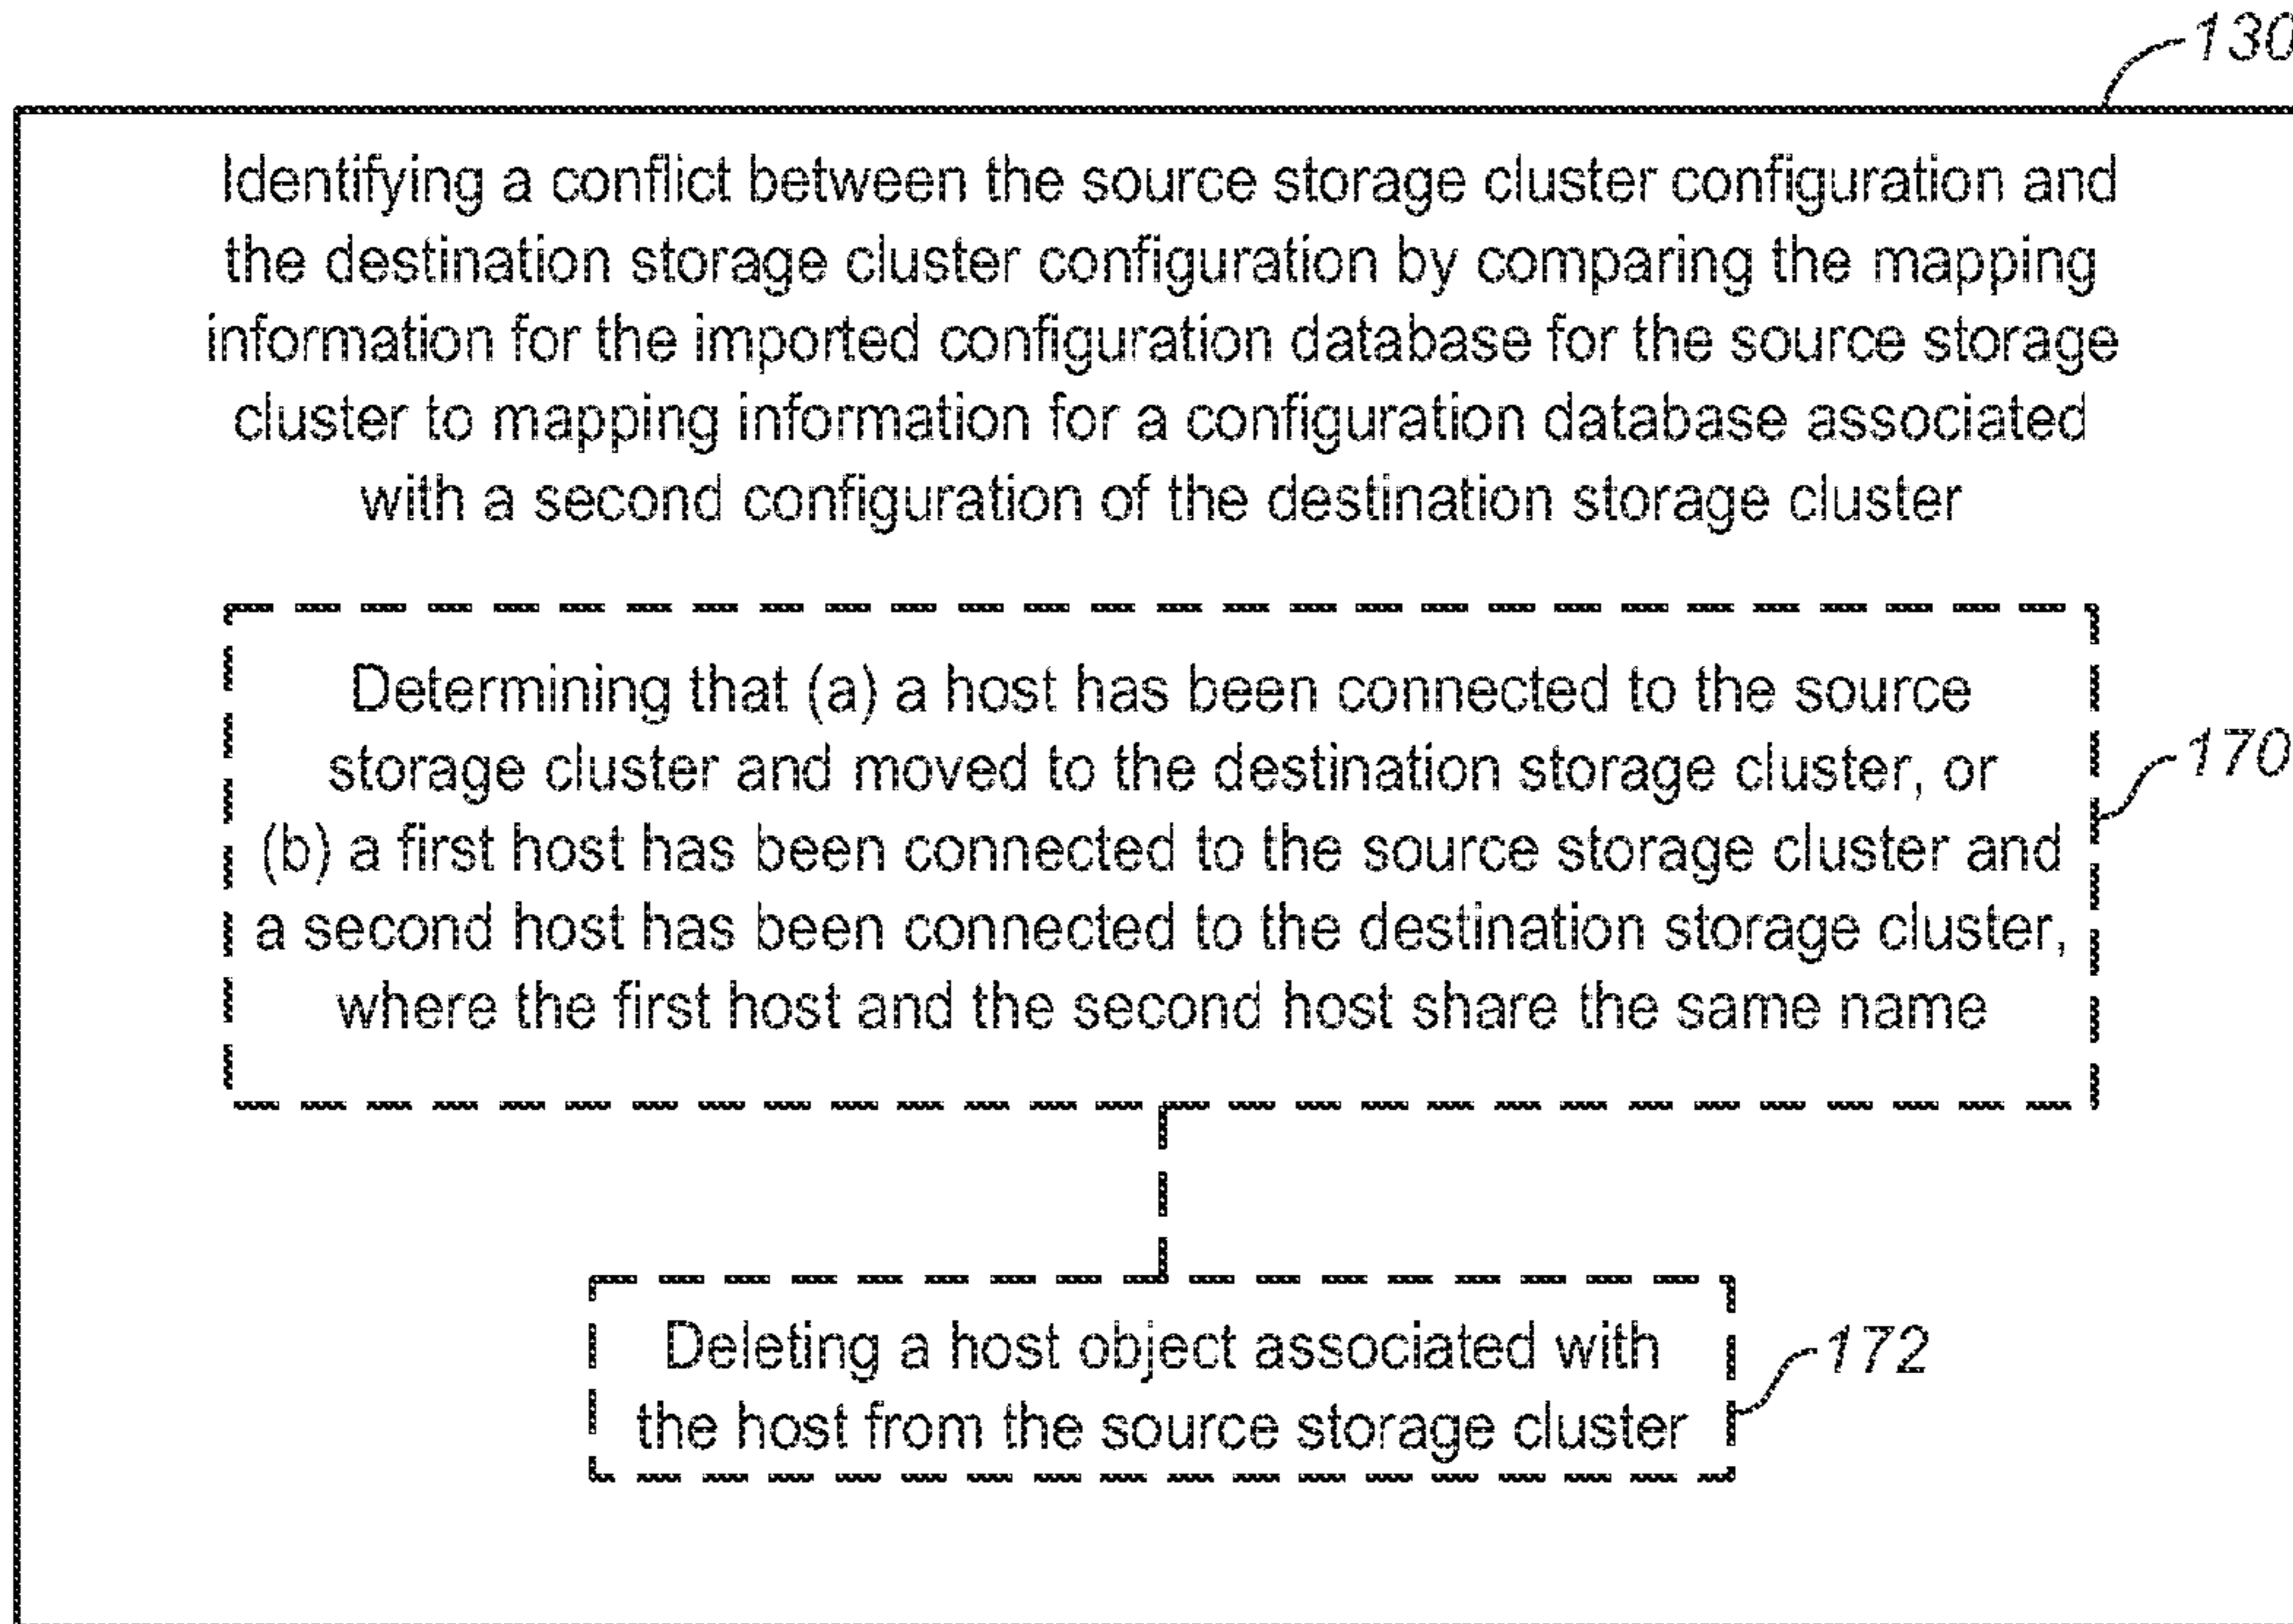 130
Identifying a conflict between the source storage cluster configuration and
the destination storage cluster configuration by comparing the mapping
information for the imported configuration database for the source storage
cluster to mapping information for a configuration database associated
with a second configuration of the destination storage cluster
Determining that (a) a host has been connected to the source
storage cluster and moved to the destination storage cluster, or
(b) a first host has been connected to the source storage cluster and
a second host has been connected to the destination storage cluster,
where the first host and the second host share the same name
170
Deleting a host object associated with
the host from the source storage cluster
172